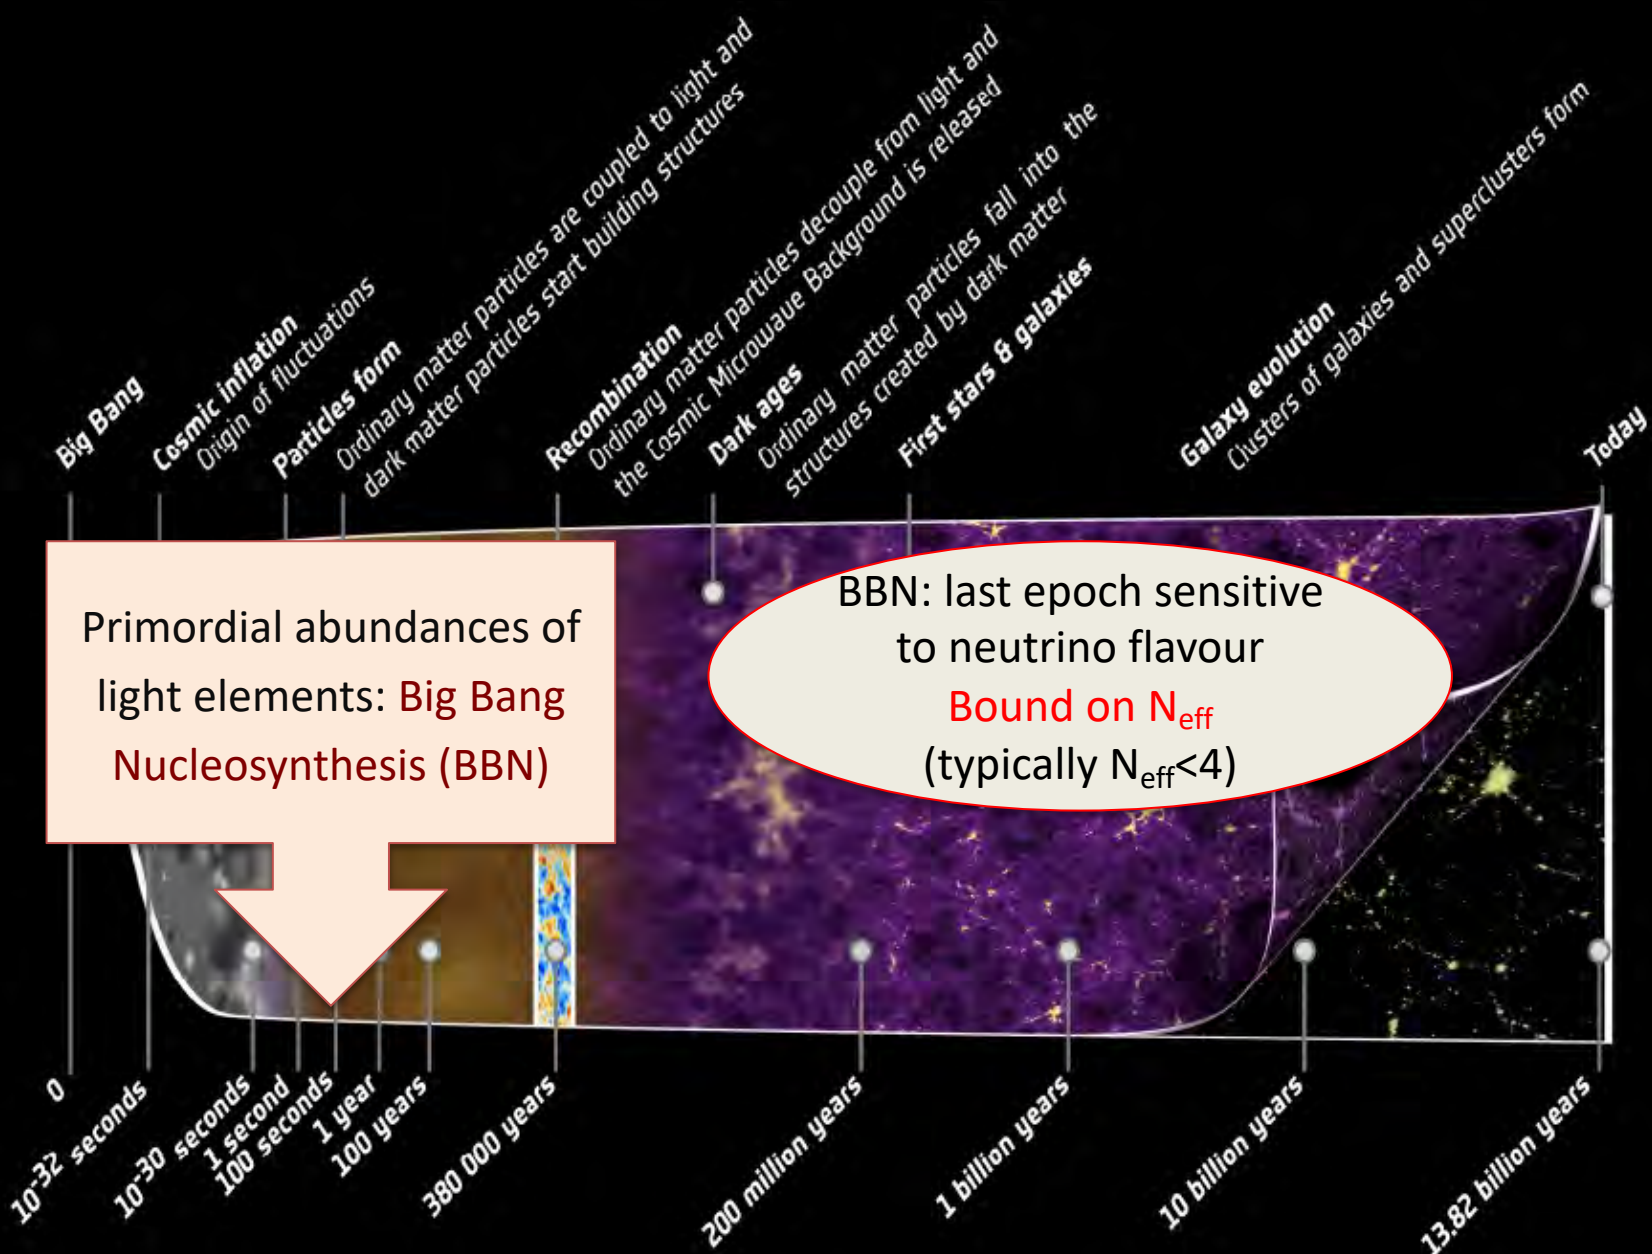 Big Bang
Cosmic inflation
Origin of fluctuations
Particles form
Ordinary matter particles are coupled to light and
dark matter particles start building structures
Recombination
Ordinary matter particles decouple from light and
the Cosmic Microwave Background is released
Dark ages
Ordinary matter particles fall into the
structures created by dark matter
First stars & galaxies
Galaxy evolution
Clusters of galaxies and superclusters form
Today
Primordial abundances of
light elements: Big Bang
Nucleosynthesis (BBN)
BBN: last epoch sensitive
to neutrino flavour
Bound on Neff
(typically Neff<4)
0
10-32 seconds
10-30 seconds
1 second
100 seconds
1 year
100 years
380 000 years
200 million years
1 billion years
10 billion years
13.82 billion years